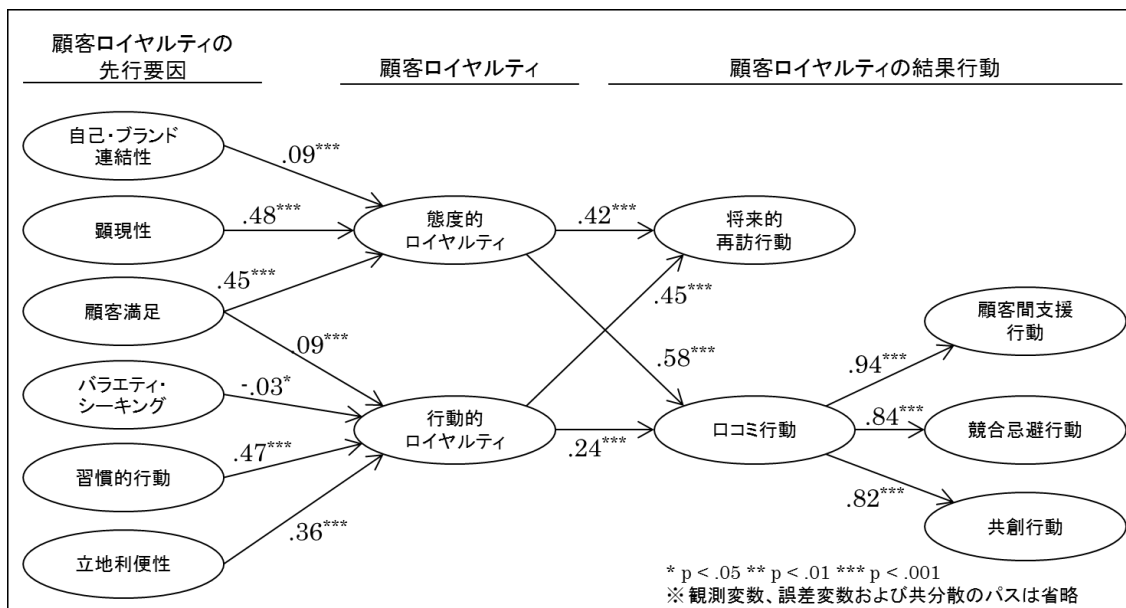 顧客ロイヤルティの
先行要因
顧客ロイヤルティ
顧客ロイヤルティの結果行動
自己・ブランド
連結性
.09***
顕現性
.48***
態度的
ロイヤルティ
.42***
将来的
再訪行動
.45***
顧客満足
.45***
顧客間支援
行動
.09***
.58***
.94***
バラエティ・
シーキング
-.03*
行動的
ロイヤルティ
.24***
口コミ行動
.84***
競合忌避行動
習慣的行動
.47***
.82***
.36***
共創行動
立地利便性
* p < .05 ** p < .01 *** p < .001
※ 観測変数、誤差変数および共分散のパスは省略